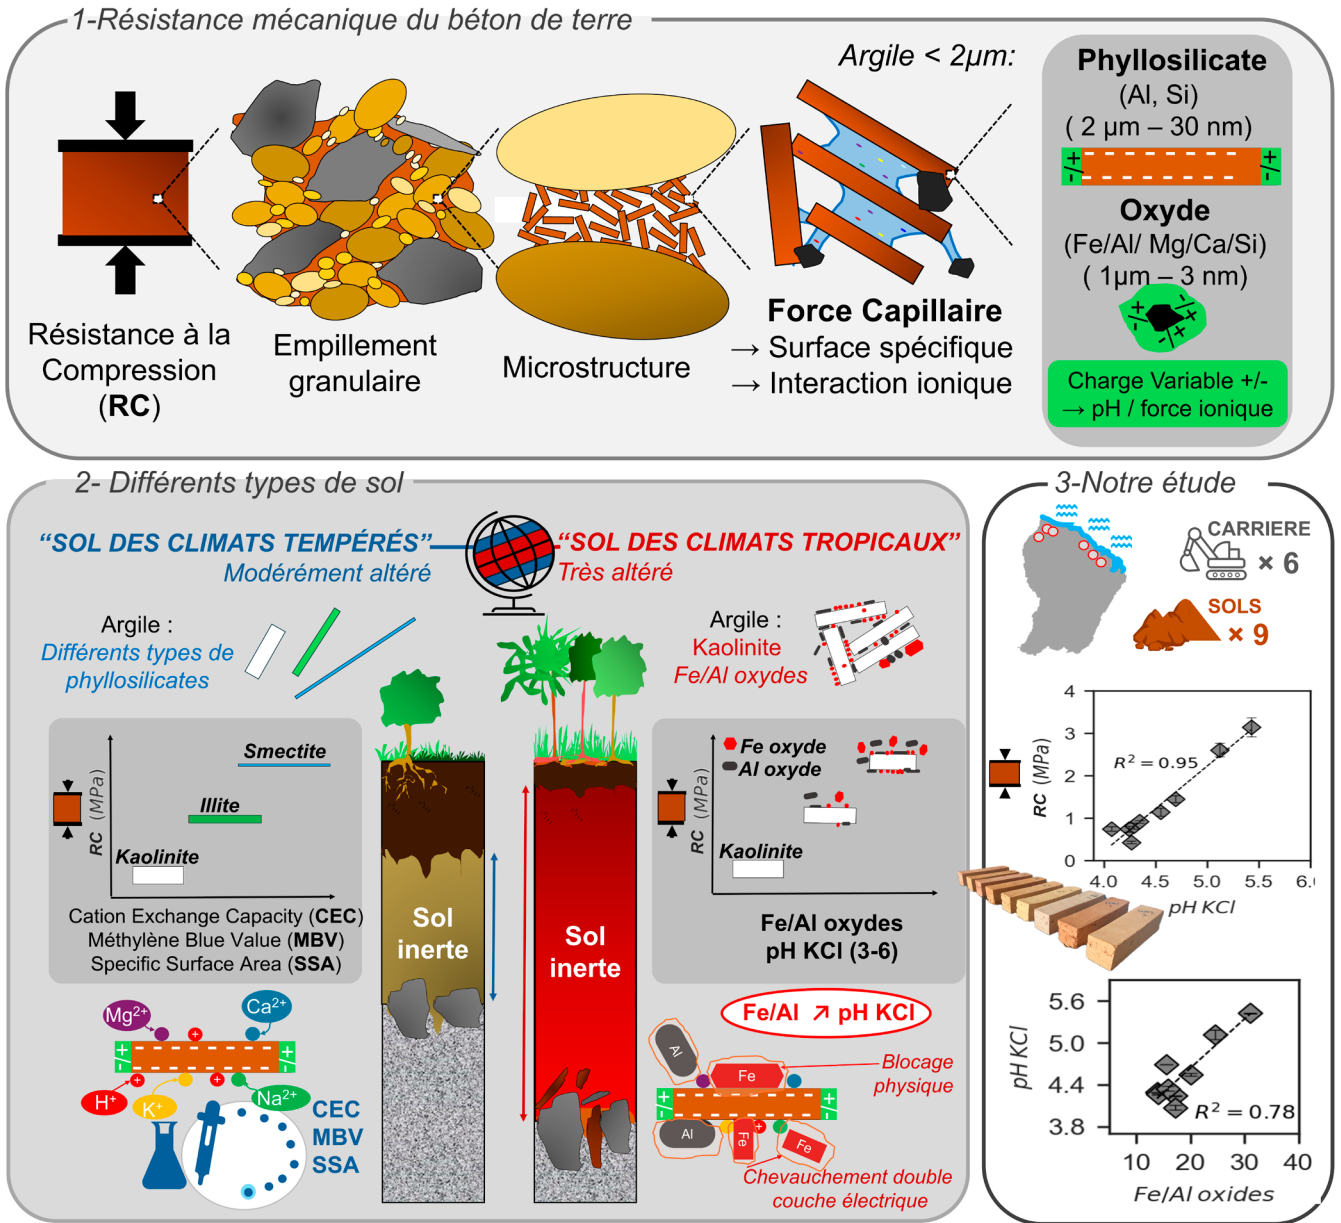 1-Résistance mécanique du béton de terre
Argile < 2µm:
Résistance à la
Compression
(RC)
Empillement
granulaire
Microstructure
Force Capillaire
→ Surface spécifique
→ Interaction ionique
Phyllosilicate
(Al, Si)
( 2 µm – 30 nm)
+/-
+/-
Oxyde
(Fe/Al/ Mg/Ca/Si)
( 1µm – 3 nm)
Charge Variable +/-
→ pH / force ionique
2- Différents types de sol
“SOL DES CLIMATS TEMPÉRÉS”
Modérément altéré
“SOL DES CLIMATS TROPICAUX”
Très altéré
Argile :
Différents types de
phyllosilicates
Argile :
Kaolinite
Fe/Al oxydes
RC (MPa)
Smectite
Illite
Kaolinite
Cation Exchange Capacity (CEC)
Méthylène Blue Value (MBV)
Specific Surface Area (SSA)
Sol
inerte
Sol
inerte
RC (MPa)
Fe oxyde
Al oxyde
Kaolinite
Fe/Al oxydes
pH KCl (3-6)
Mg2+
Ca2+
+
+/-
+/-
+
+
H+
K+
Na2+
CEC
MBV
SSA
Fe/Al ↗ pH KCl
Al
Fe
Blocage
physique
+/-
+/-
Al
Fe
+
Fe
Chevauchement double
couche électrique
3-Notre étude
CARRIERE
× 6
SOLS
× 9
RC (MPa)
4
3
2
1
0
R² = 0.95
4.0 4.5 5.0 5.5 6.
pH KCl
pH KCl
5.6
5.0
4.4
3.8
R² = 0.78
10 20 30 40
Fe/Al oxides